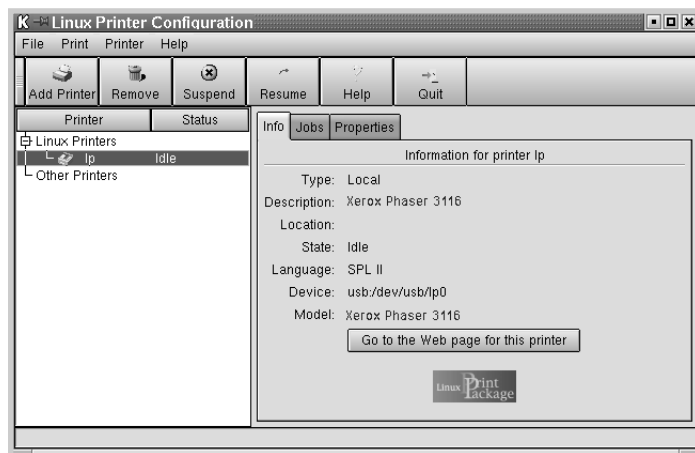 Linux Printer Configuration
File Print Printer Help
Add Printer Remove Suspend Resume Help Quit
Printer Status
Info Jobs Properties
Linux Printers
lp Idle
Other Printers
Information for printer lp
Type: Local
Description: Xerox Phaser 3116
Location:
State: Idle
Language: SPL II
Device: usb:/dev/usb/lp0
Model: Xerox Phaser 3116
Go to the Web page for this printer
Linux Print Package